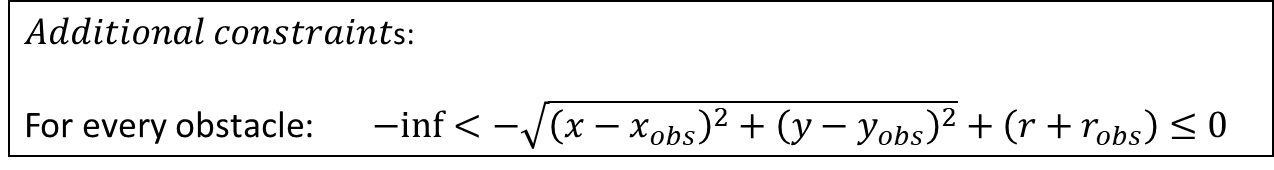 Additional constraints:
For every obstacle: −inf < −√(x − x_obs)² + (y − y_obs)² + (r + r_obs) ≤ 0